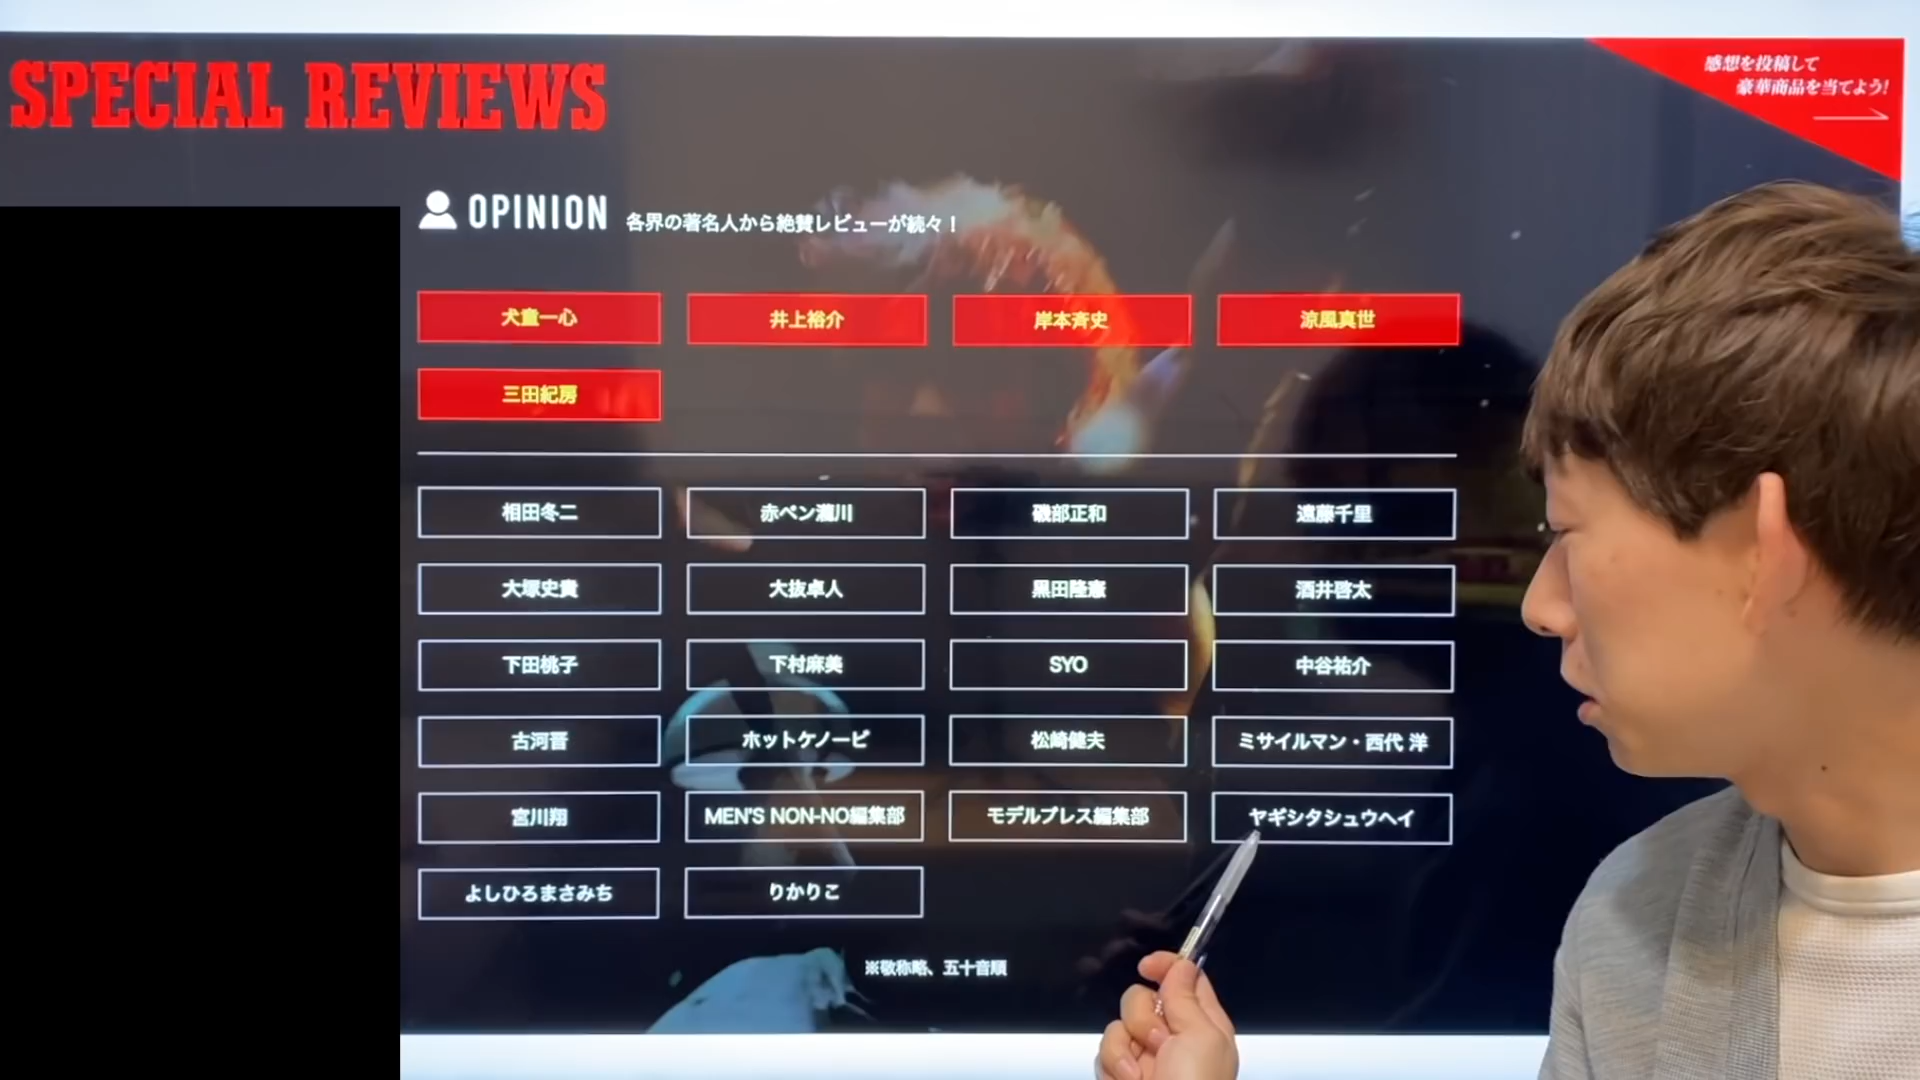 SPECIAL REVIEWS
感想を投稿して
豪華商品を当てよう!
OPINION 各界の著名人から絶賛レビューが続々！
犬童一心 井上裕介 岸本斉史 涼風真世
三田紀房
相田冬二 赤ペン瀧川 磯部正和 遠藤千里
大塚史貴 大抜卓人 黒田隆憲 酒井啓太
下田桃子 下村麻美 SYO 中谷祐介
古河晋 ホットケノービ 松崎健夫 ミサイルマン・西代 洋
宮川翔 MEN'S NON-NO編集部 モデルプレス編集部 ヤギシタシュウヘイ
よしひろまさみち りかりこ
※敬称略、五十音順